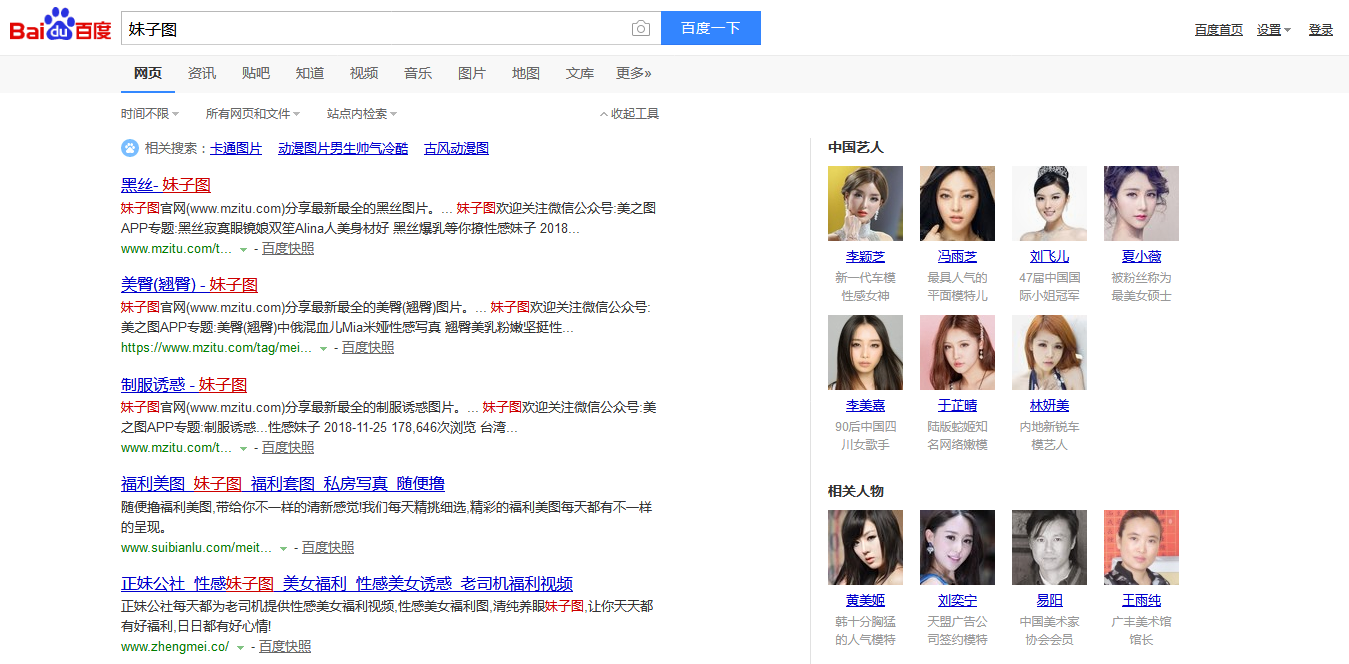 Bai du 百度
妹子图
百度一下
百度首页 设置 登录
网页 资讯 贴吧 知道 视频 音乐 图片 地图 文库 更多»
时间不限 所有网页和文件 站点内检索 收起工具
相关搜索： 卡通图片 动漫图片男生帅气冷酷 古风动漫图
黑丝- 妹子图
妹子图官网(www.mzitu.com)分享最新最全的黑丝图片。... 妹子图欢迎关注微信公众号:美之图
APP专题:黑丝寂寞眼镜娘双笙Alina人美身材好 黑丝爆乳等你撩性感妹子 2018...
www.mzitu.com/t... - 百度快照
美臀(翘臀) - 妹子图
妹子图官网(www.mzitu.com)分享最新最全的美臀(翘臀)图片。... 妹子图欢迎关注微信公众号:
美之图APP专题:美臀(翘臀)中俄混血儿Mia米娅性感写真 翘臀美乳粉嫩坚挺性...
https://www.mzitu.com/tag/mei... - 百度快照
制服诱惑 - 妹子图
妹子图官网(www.mzitu.com)分享最新最全的制服诱惑图片。... 妹子图欢迎关注微信公众号:美
之图APP专题:制服诱惑...性感妹子 2018-11-25 178,646次浏览 台湾...
www.mzitu.com/t... - 百度快照
福利美图_妹子图_福利套图_私房写真_随便撸
随便撸福利美图,带给你不一样的清新感觉!我们每天精挑细选,精彩的福利美图每天都有不一样
的呈现。
www.suibianlu.com/meit... - 百度快照
正妹公社_性感妹子图_美女福利_性感美女诱惑_老司机福利视频
正妹公社每天都为老司机提供性感美女福利视频,性感美女福利图,清纯养眼妹子图,让你天天都
有好福利,日日都有好心情!
www.zhengmei.co/ - 百度快照
中国艺人
李颖芝 冯雨芝 刘飞儿 夏小薇
新一代车模 最具人气的 47届中国国 被粉丝称为
性感女神 平面模特儿 际小姐冠军 最美女硕士
李美熹 于芷晴 林妍美
90后中国四 陆版蛇姬知 内地新锐车
川女歌手 名网络嫩模 模艺人
相关人物
黄美姬 刘奕宁 易阳 王雨纯
韩十分胸猛 天盟广告公 中国美术家 广丰美术馆
的人气模特 司签约模特 协会会员 馆长